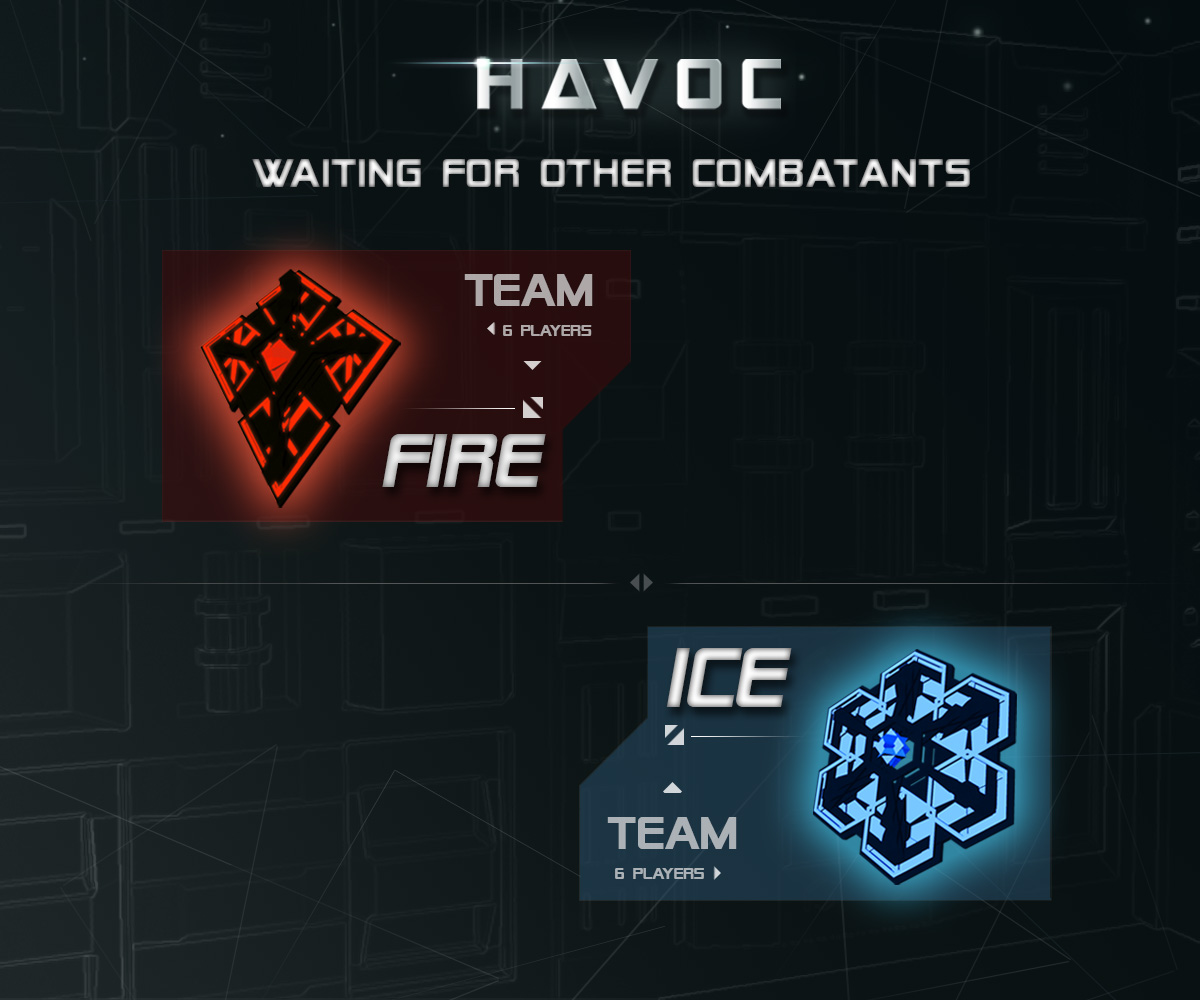 HAVOC
WAITING FOR OTHER COMBATANTS
TEAM
6 PLAYERS
FIRE
ICE
TEAM
6 PLAYERS